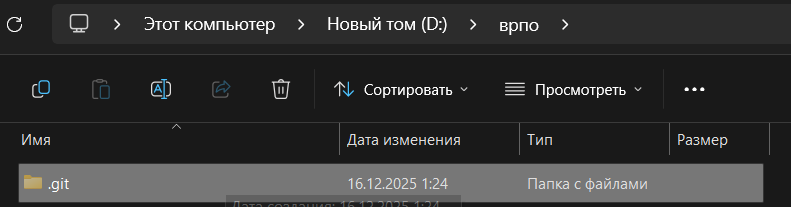 Этот компьютер > Новый том (D:) > врпо >
Сортировать Просмотреть
Имя Дата изменения Тип Размер
.git 16.12.2025 1:24 Папка с файлами
Дата создания: 16.12.2025 1:24